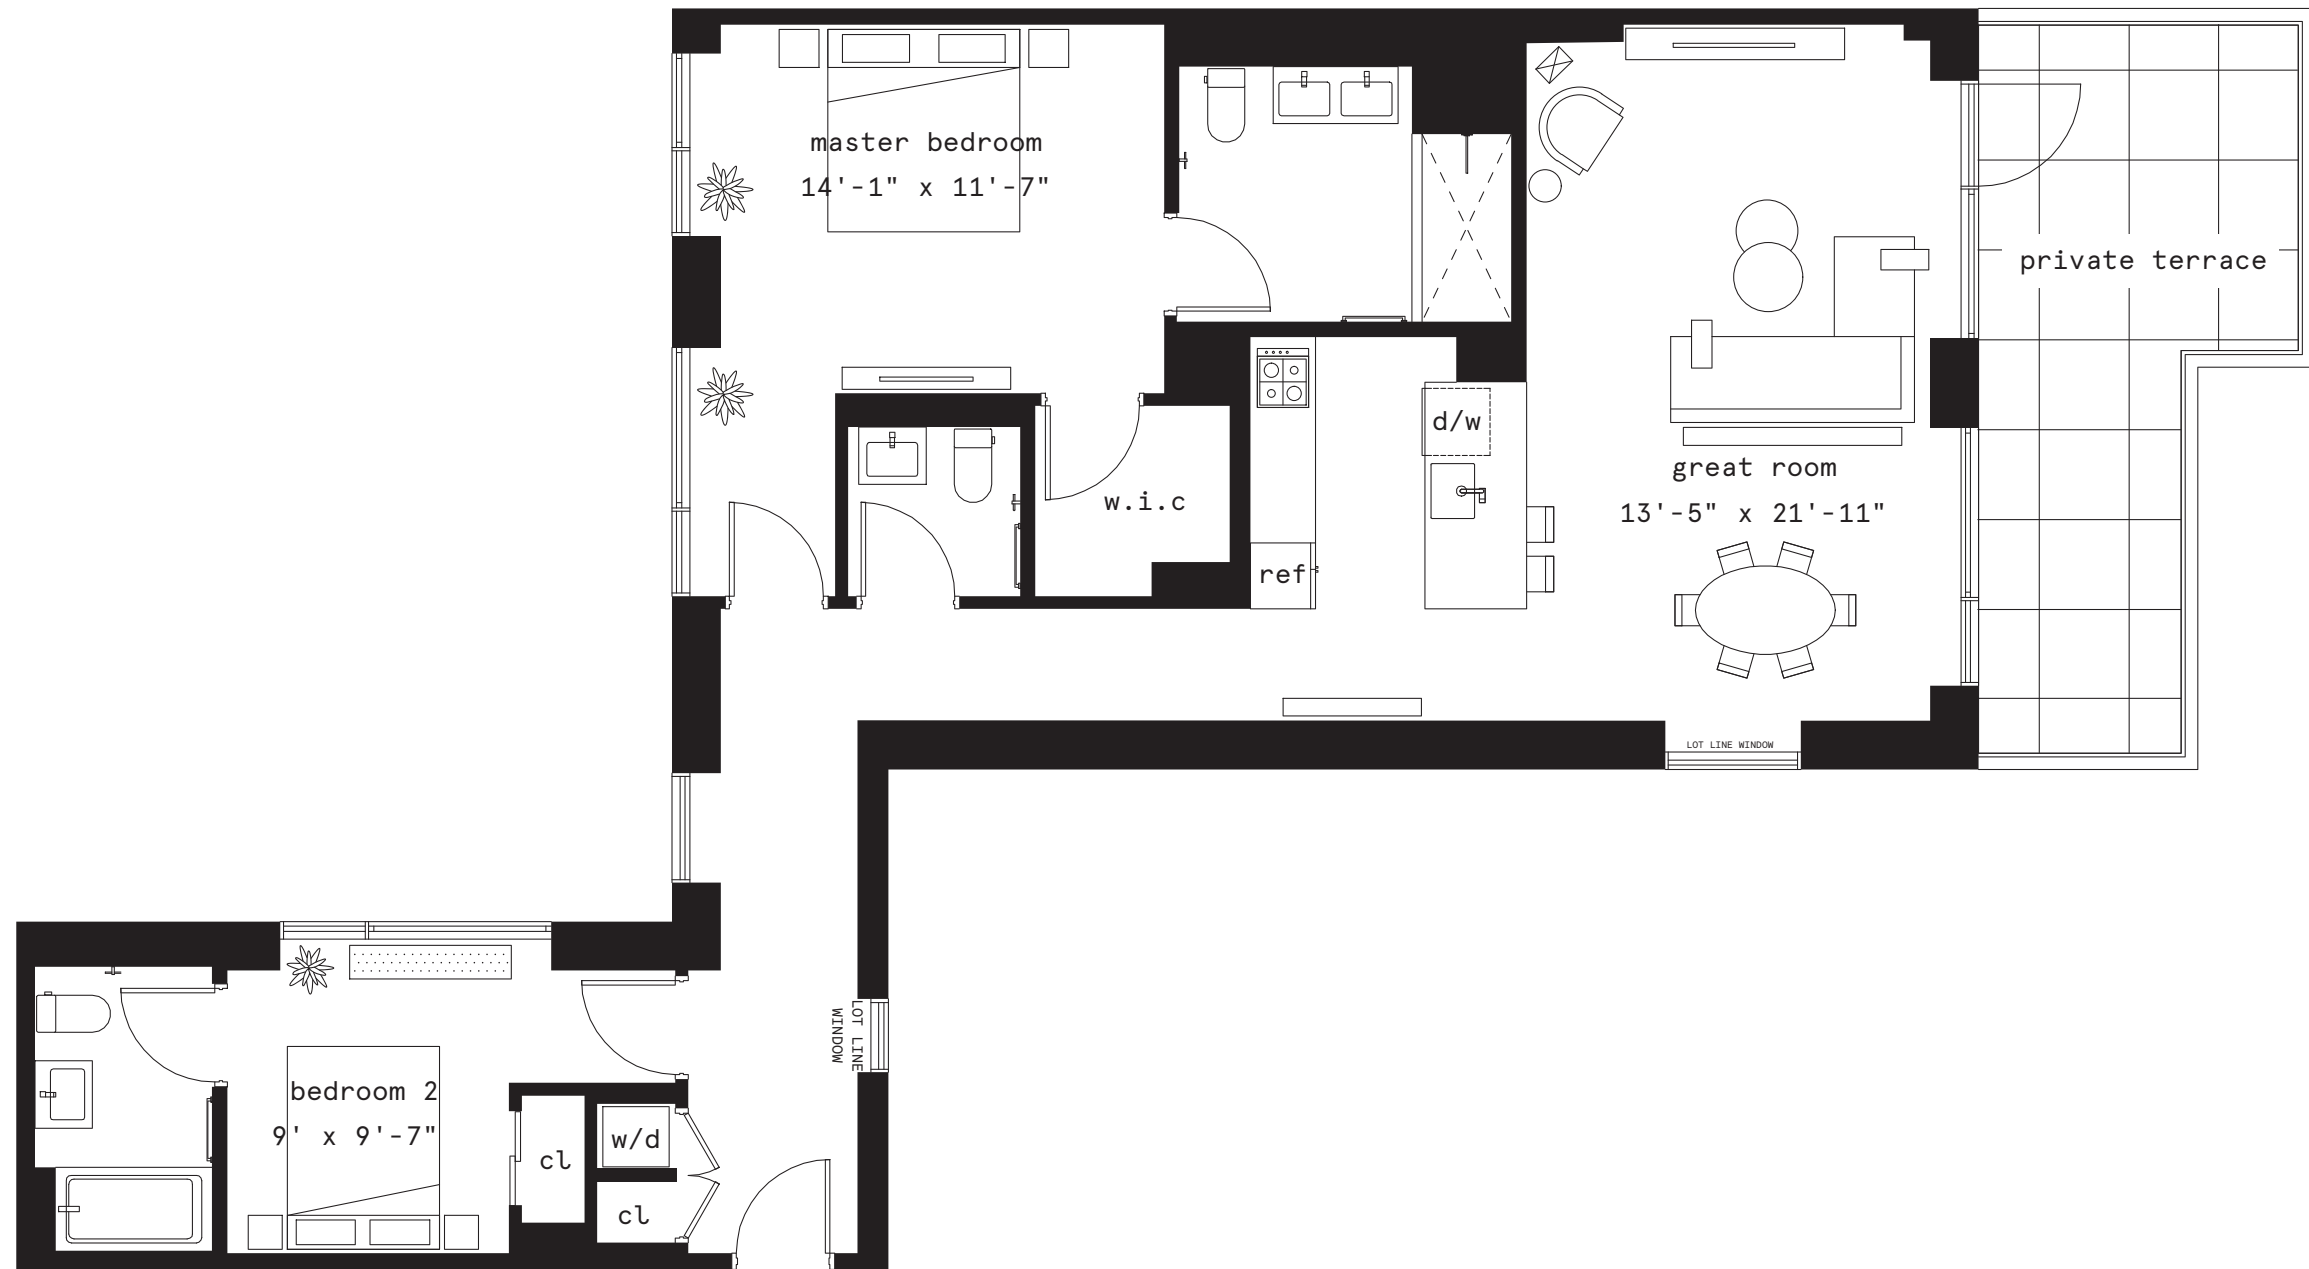 master bedroom
14'-1" x 11'-7"
private terrace
d/w
great room
13'-5" x 21'-11"
w.i.c
ref
LOT LINE WINDOW
LOT LINE
WINDOW
bedroom 2
9' x 9'-7"
w/d
cl
cl